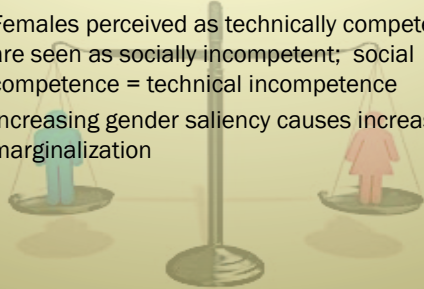 Females perceived as technically compete
are seen as socially incompetent; social
competence = technical incompetence
ncreasing gender saliency causes increas
marginalization